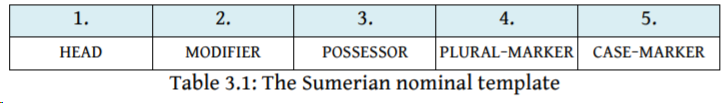 1. 2. 3. 4. 5.
HEAD MODIFIER POSSESSOR PLURAL–MARKER CASE–MARKER
Table 3.1: The Sumerian nominal template